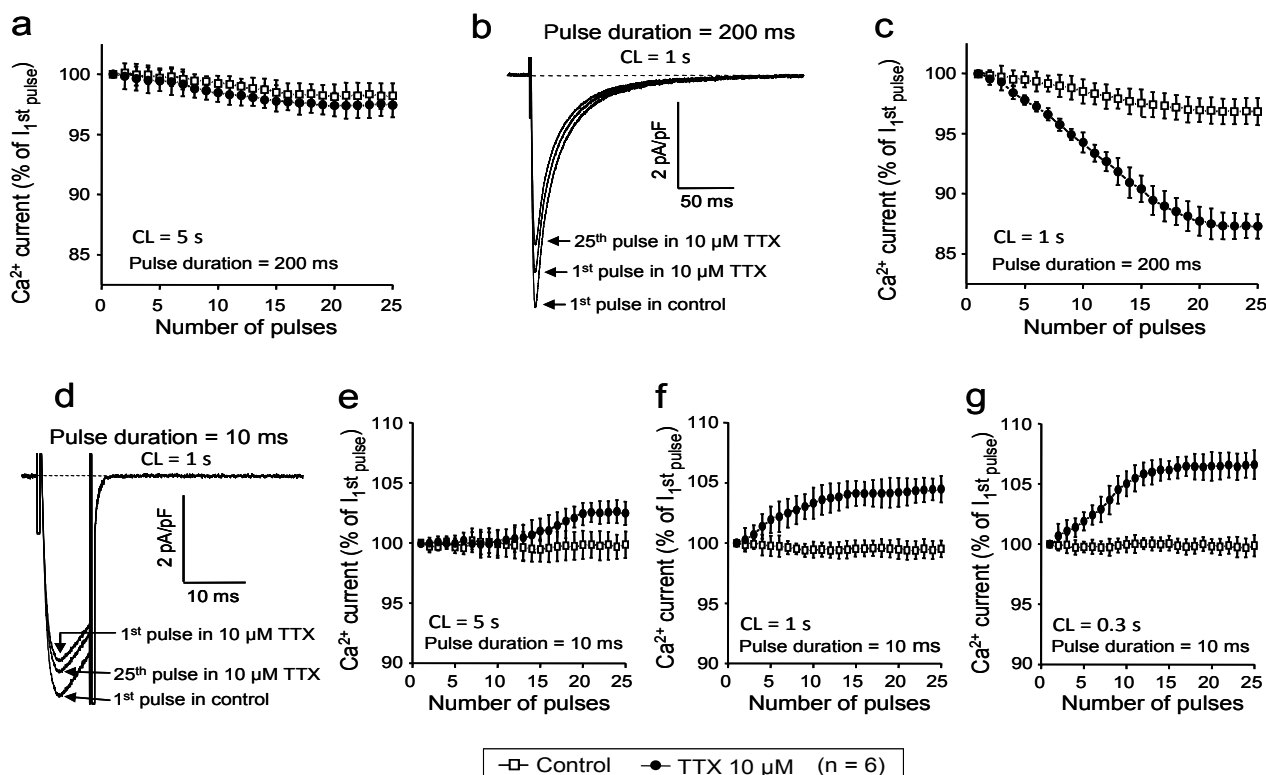 a
Ca²⁺ current (% of I₁st pulse)
100
95
90
85
CL = 5 s
Pulse duration = 200 ms
0 5 10 15 20 25
Number of pulses
b
Pulse duration = 200 ms
CL = 1 s
2 pA/pF
50 ms
25th pulse in 10 µM TTX
1st pulse in 10 µM TTX
1st pulse in control
c
Ca²⁺ current (% of I₁st pulse)
100
95
90
85
CL = 1 s
Pulse duration = 200 ms
0 5 10 15 20 25
Number of pulses
d
Pulse duration = 10 ms
CL = 1 s
2 pA/pF
10 ms
1st pulse in 10 µM TTX
25th pulse in 10 µM TTX
1st pulse in control
e
Ca²⁺ current (% of I₁st pulse)
110
105
100
95
90
CL = 5 s
Pulse duration = 10 ms
0 5 10 15 20 25
Number of pulses
f
Ca²⁺ current (% of I₁st pulse)
110
105
100
95
90
CL = 1 s
Pulse duration = 10 ms
0 5 10 15 20 25
Number of pulses
g
Ca²⁺ current (% of I₁st pulse)
110
105
100
95
90
CL = 0.3 s
Pulse duration = 10 ms
0 5 10 15 20 25
Number of pulses
Control TTX 10 µM (n = 6)